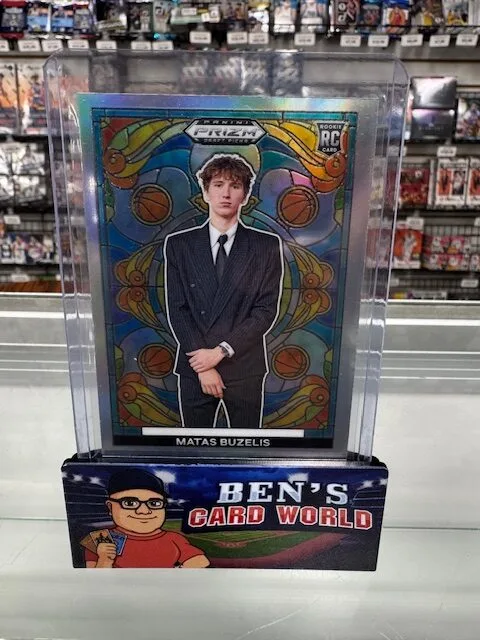 PANINI
PRIZM
DRAFT PICKS
ROOKIE
RC
CARD
MATAS BUZELIS
BEN'S
CARD WORLD